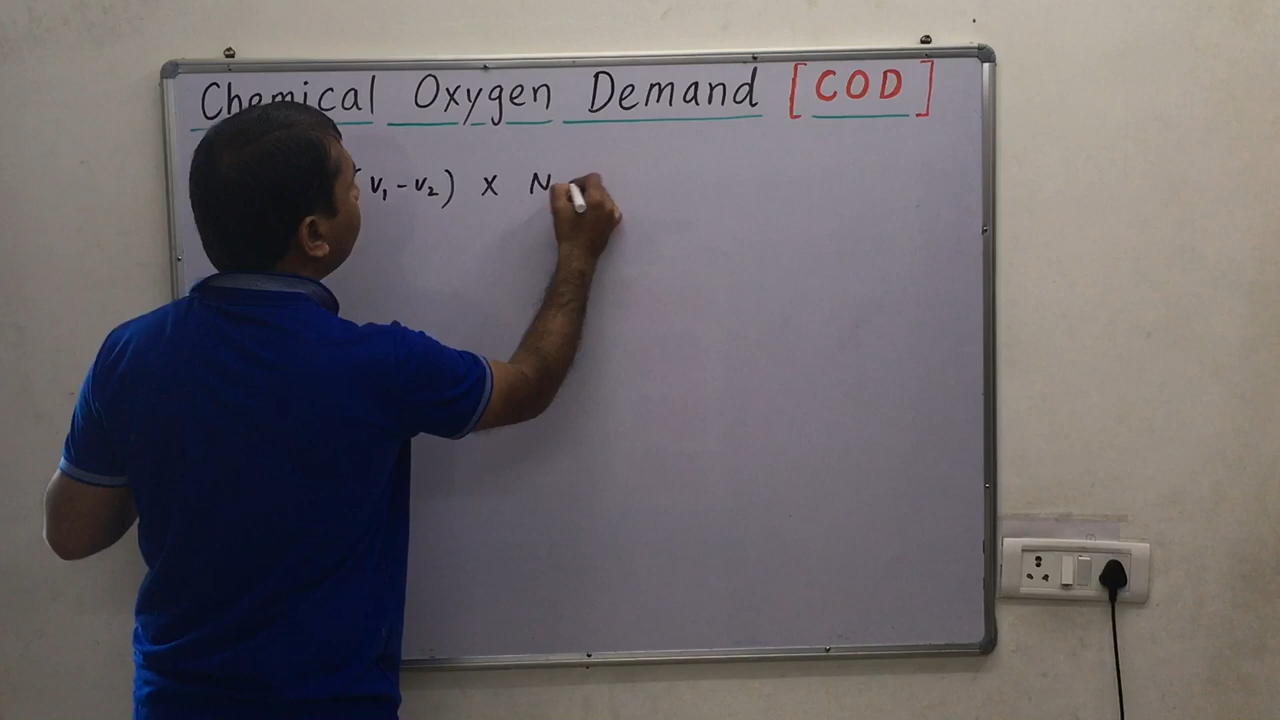 Chemical Oxygen Demand [COD]
(V₁ - V₂) X N